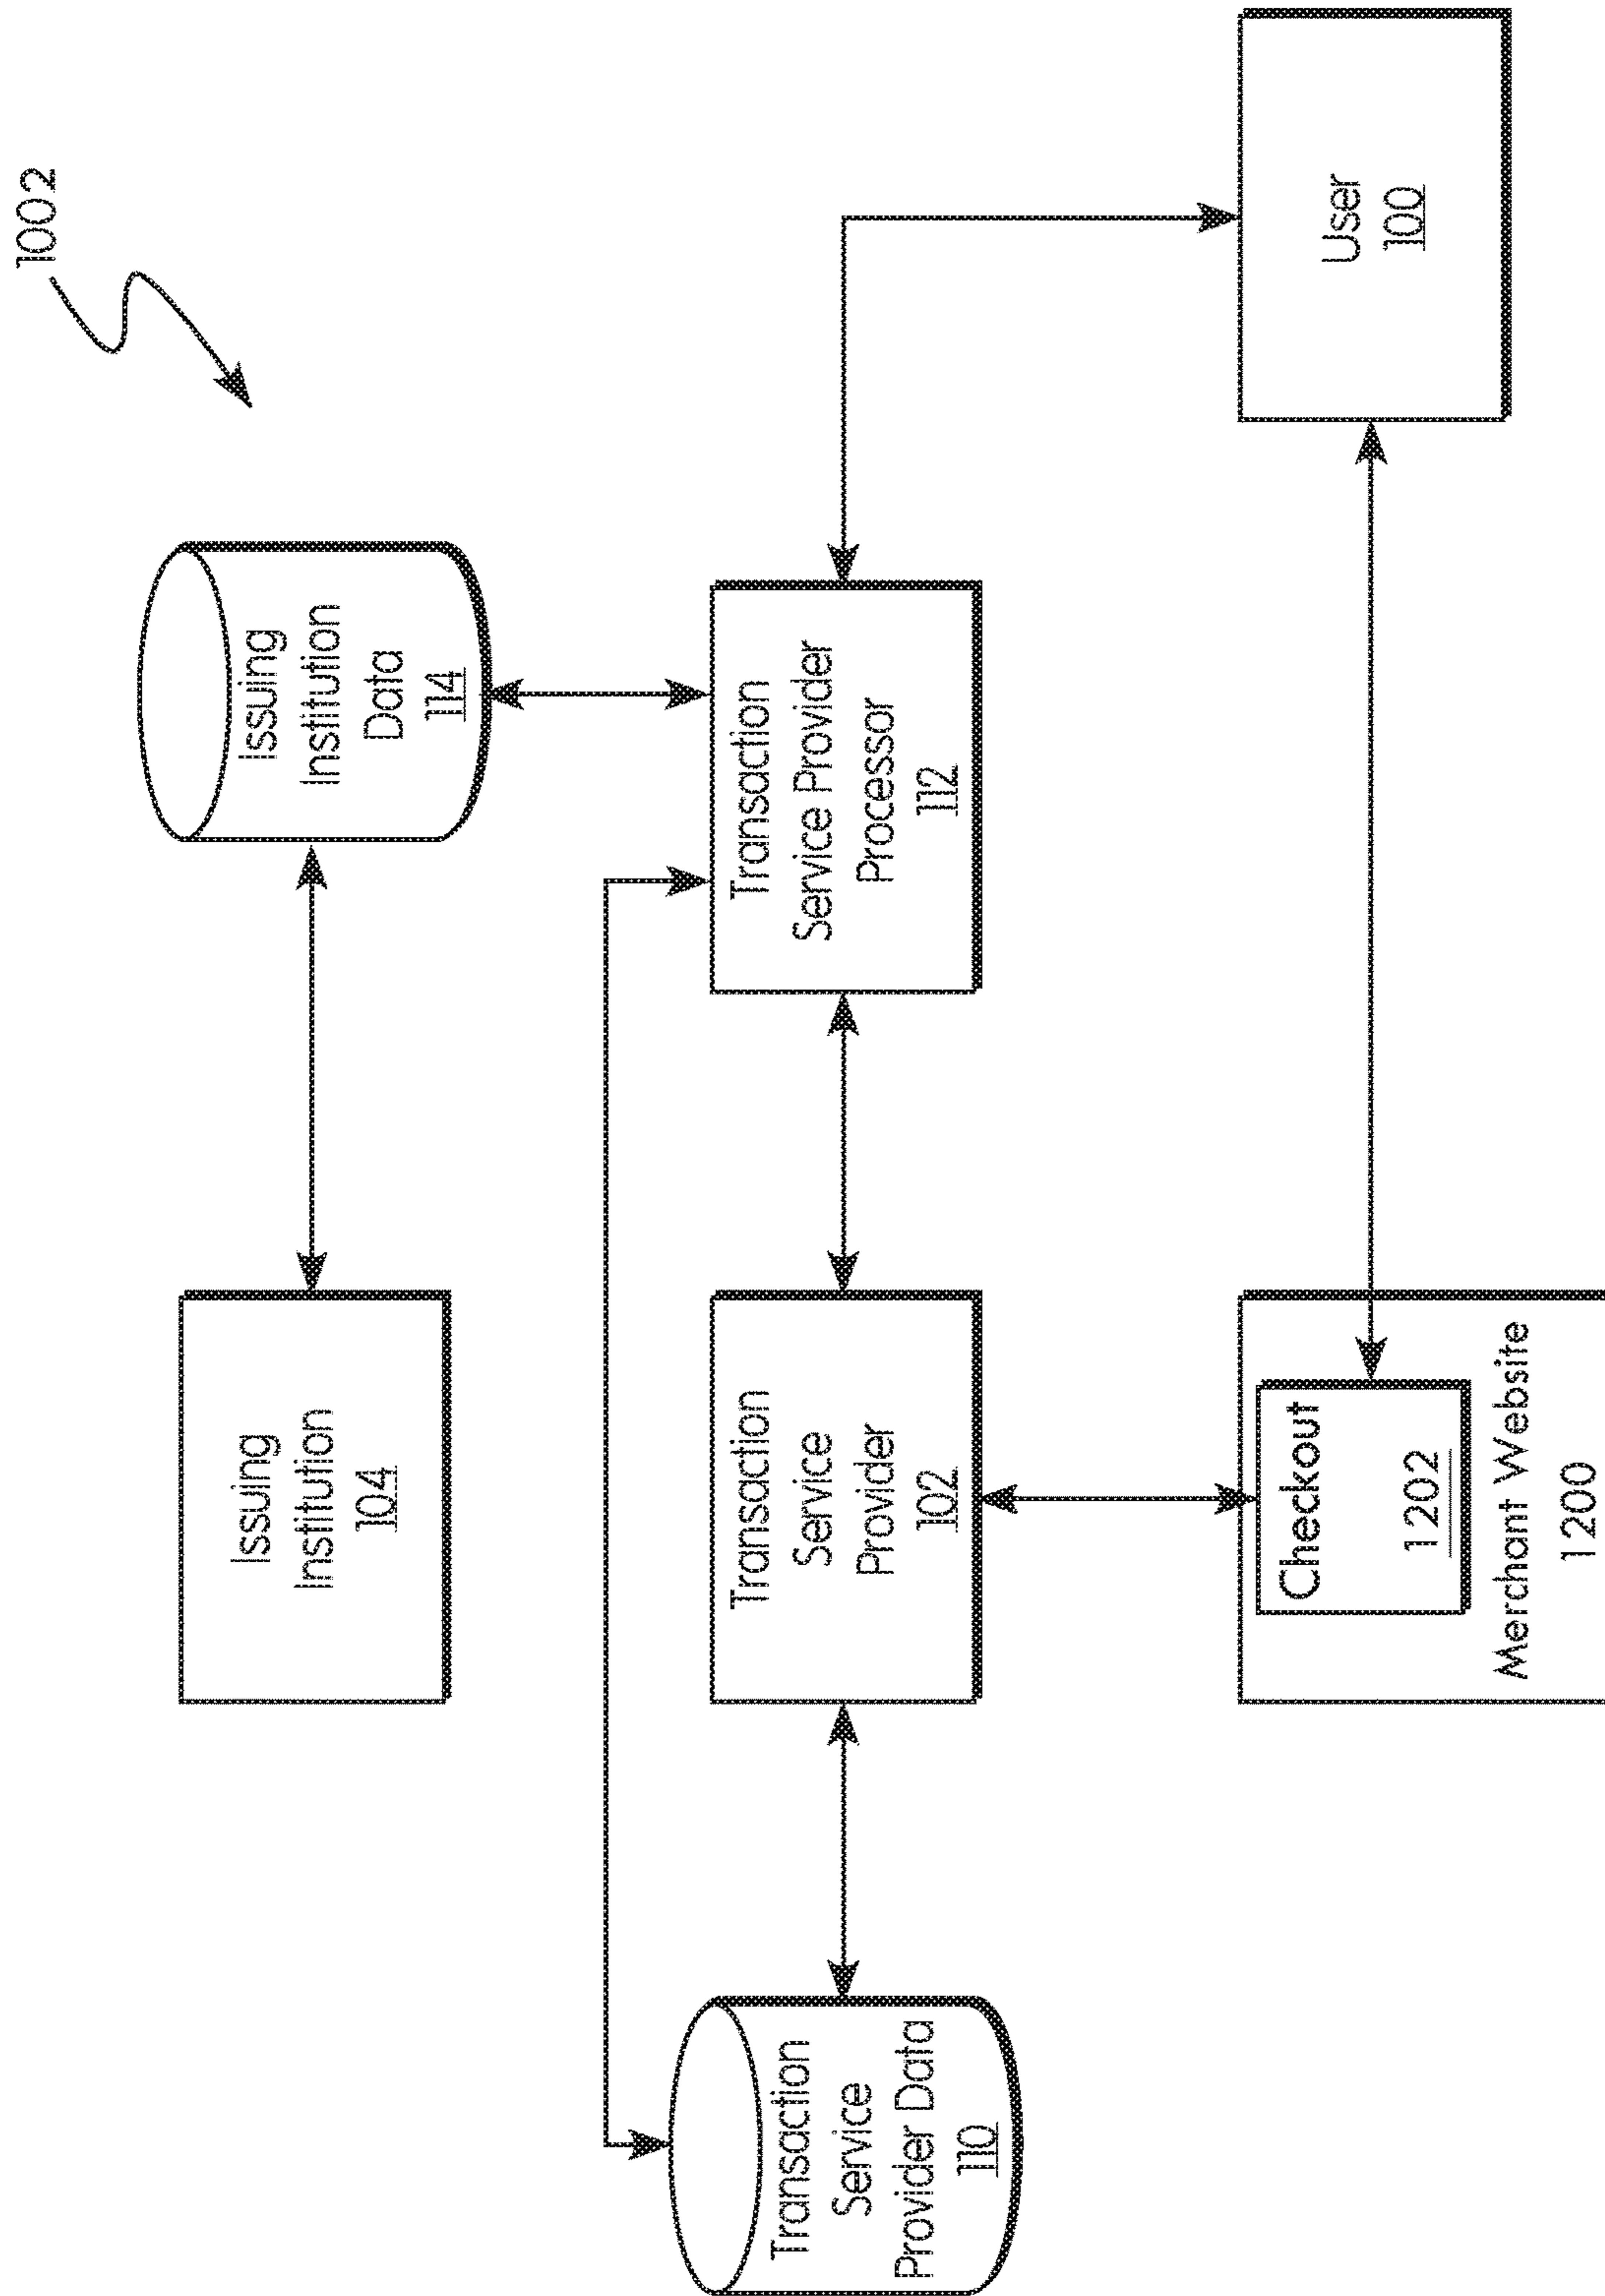 1002
Issuing
Institution
104
Issuing
Institution
Data
114
Transaction
Service
Provider Data
110
Transaction
Service
Provider
102
Transaction
Service Provider
Processor
112
Checkout
1202
Merchant Website
1200
User
100